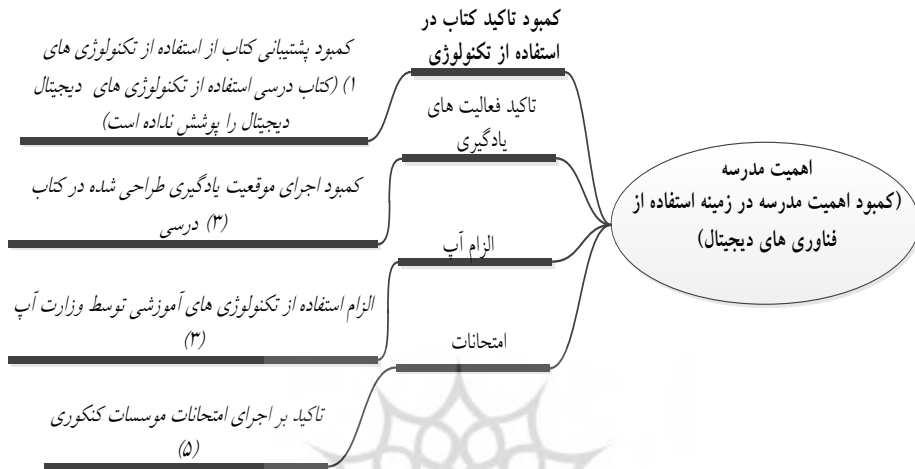 اهمیت مدرسه
(کمبود اهمیت مدرسه در زمینه استفاده از
فناوری های دیجیتال)
کمبود تاکید کتاب در
استفاده از تکنولوژی
کمبود پشتیبانی کتاب از استفاده از تکنولوژی های
۱) (کتاب درسی استفاده از تکنولوژی های دیجیتال
دیجیتال را پوشش نداده است)
تاکید فعالیت های
یادگیری
کمبود اجرای موقعیت یادگیری طراحی شده در کتاب
(۳) درسی
الزام آپ
الزام استفاده از تکنولوژی های آموزشی توسط وزارت آپ
(۳)
امتحانات
تاکید بر اجرای امتحانات موسسات کنکوری
(۵)